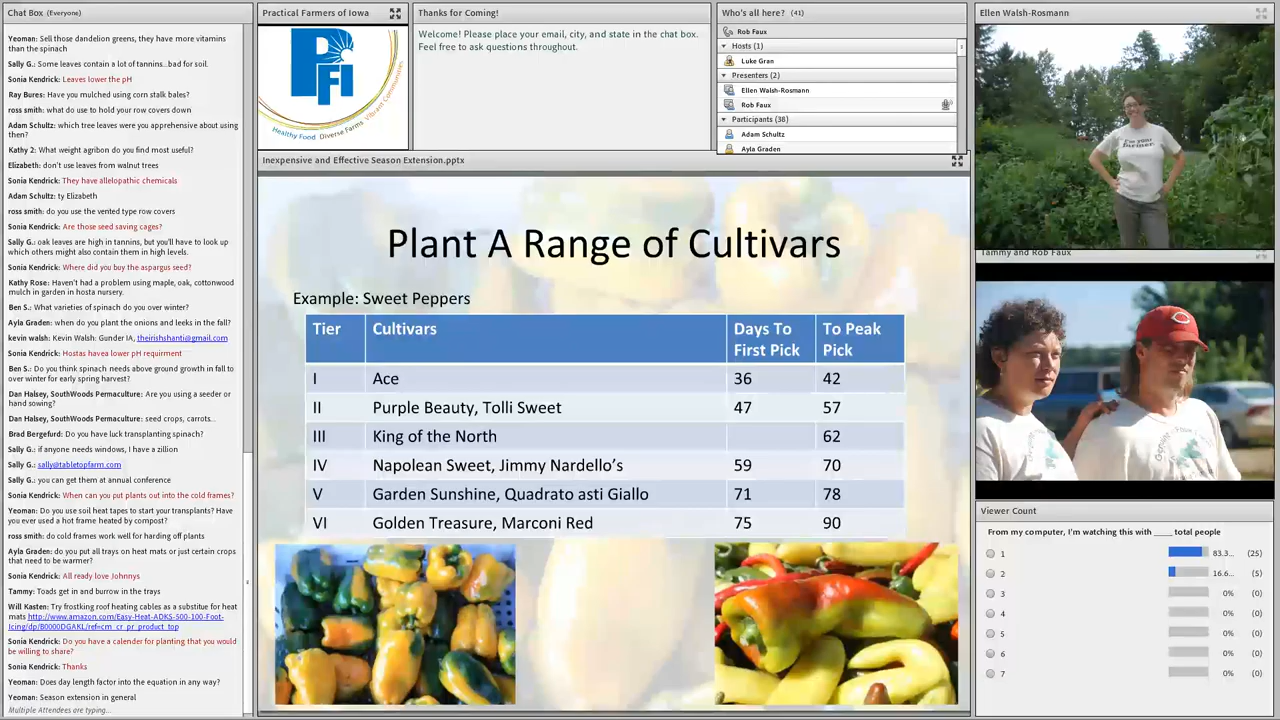 Chat Box (Everyone)
Yeoman: Sell those dandelion greens, they have more vitamins
than the spinach
Sally G.: Some leaves contain a lot of tannins...bad for soil.
Sonia Kendrick: Leaves lower the pH
Ray Bures: Have you mulched using corn stalk bales?
ross smith: what do use to hold your row covers down
Adam Schultz: which tree leaves were you apprehensive about using
them?
Kathy 2: What weight agribon do you find most useful?
Elizabeth: don't use leaves from walnut trees
Sonia Kendrick: They have allelopathic chemicals
Adam Schultz: ty Elizabeth
ross smith: do you use the vented type row covers
Sonia Kendrick: Are those seed saving cages?
Sally G.: oak leaves are high in tannins, but you'll have to look up
which others might also contain them in high levels.
Sonia Kendrick: Where did you buy the aspargus seed?
Kathy Rose: Haven't had a problem using maple, oak, cottonwood
mulch in garden in hosta nursery.
Ben S.: What varieties of spinach do you over winter?
Ayla Graden: when do you plant the onions and leeks in the fall?
kevin walsh: Kevin Walsh: Gunder IA, theirishshanti@gmail.com
Sonia Kendrick: Hostas havea lower pH requirment
Ben S.: Do you think spinach needs above ground growth in fall to
over winter for early spring harvest?
Dan Halsey, SouthWoods Permaculture: Are you using a seeder or
hand sowing?
Dan Halsey, SouthWoods Permaculture: seed crops, carrots...
Brad Bergefurd: Do you have luck transplanting spinach?
Sally G.: if anyone needs windows, I have a zillion
Sally G.: sally@tabletopfarm.com
Sally G.: you can get them at annual conference
Sonia Kendrick: When can you put plants out into the cold frames?
Yeoman: Do you use soil heat tapes to start your transplants? Have
you ever used a hot frame heated by compost?
ross smith: do cold frames work well for harding off plants
Ayla Graden: do you put all trays on heat mats or just certain crops
that need to be warmer?
Sonia Kendrick: All ready love Johnnys
Tammy: Toads get in and burrow in the trays
Will Kasten: Try frostking roof heating cables as a substitue for heat
mats http://www.amazon.com/Easy-Heat-ADKS-500-100-Foot-
Icing/dp/B0000DGAKL/ref=cm_cr_pr_product_top
Sonia Kendrick: Do you have a calender for planting that you would
be willing to share?
Sonia Kendrick: Thanks
Yeoman: Does day length factor into the equation in any way?
Yeoman: Season extension in general
Multiple Attendees are typing...
Practical Farmers of Iowa
PFI
Healthy Food Diverse Farms Vibrant Communities
Thanks for Coming!
Welcome! Please place your email, city, and state in the chat box.
Feel free to ask questions throughout.
Who's all here? (41)
Rob Faux
Hosts (1)
Luke Gran
Presenters (2)
Ellen Walsh-Rosmann
Rob Faux
Participants (38)
Adam Schultz
Ayla Graden
Inexpensive and Effective Season Extension.pptx
Plant A Range of Cultivars
Example: Sweet Peppers
Tier Cultivars Days To First Pick To Peak Pick
I Ace 36 42
II Purple Beauty, Tolli Sweet 47 57
III King of the North 62
IV Napolean Sweet, Jimmy Nardello's 59 70
V Garden Sunshine, Quadrato asti Giallo 71 78
VI Golden Treasure, Marconi Red 75 90
Ellen Walsh-Rosmann
I'm your
farmer.
Tammy and Rob Faux
Viewer Count
From my computer, I'm watching this with ____ total people
1 83.3... (25)
2 16.6... (5)
3 0% (0)
4 0% (0)
5 0% (0)
6 0% (0)
7 0% (0)